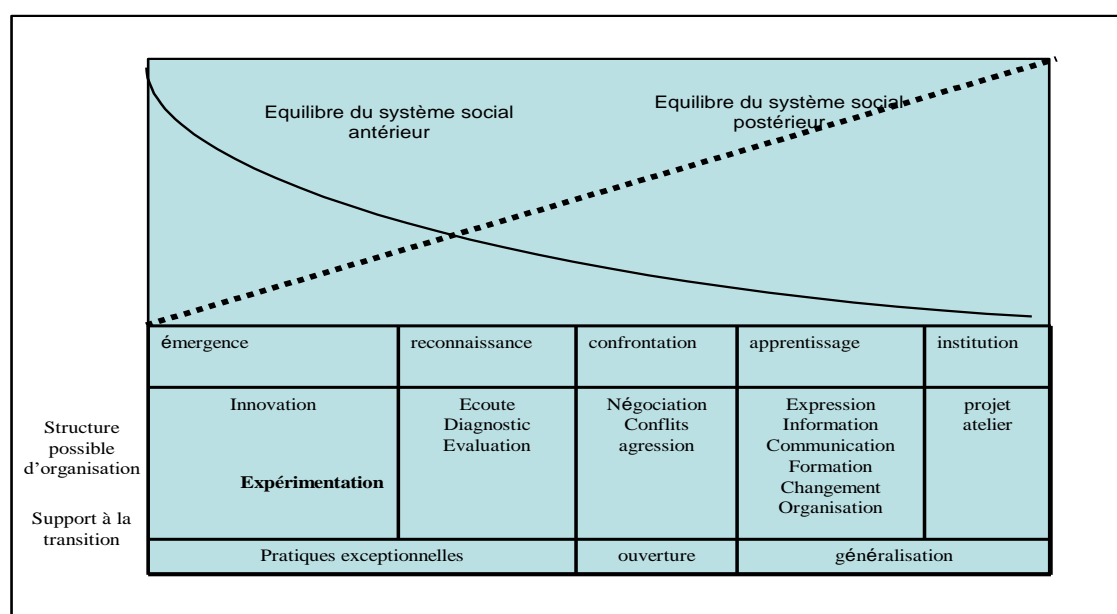 Equilibre du système social
antérieur
Equilibre du système social
postérieur
émergence
reconnaissance
confrontation
apprentissage
institution
Structure
possible
d'organisation
Support à la
transition
Innovation
Expérimentation
Ecoute
Diagnostic
Evaluation
Négociation
Conflits
agression
Expression
Information
Communication
Formation
Changement
Organisation
projet
atelier
Pratiques exceptionnelles
ouverture
généralisation